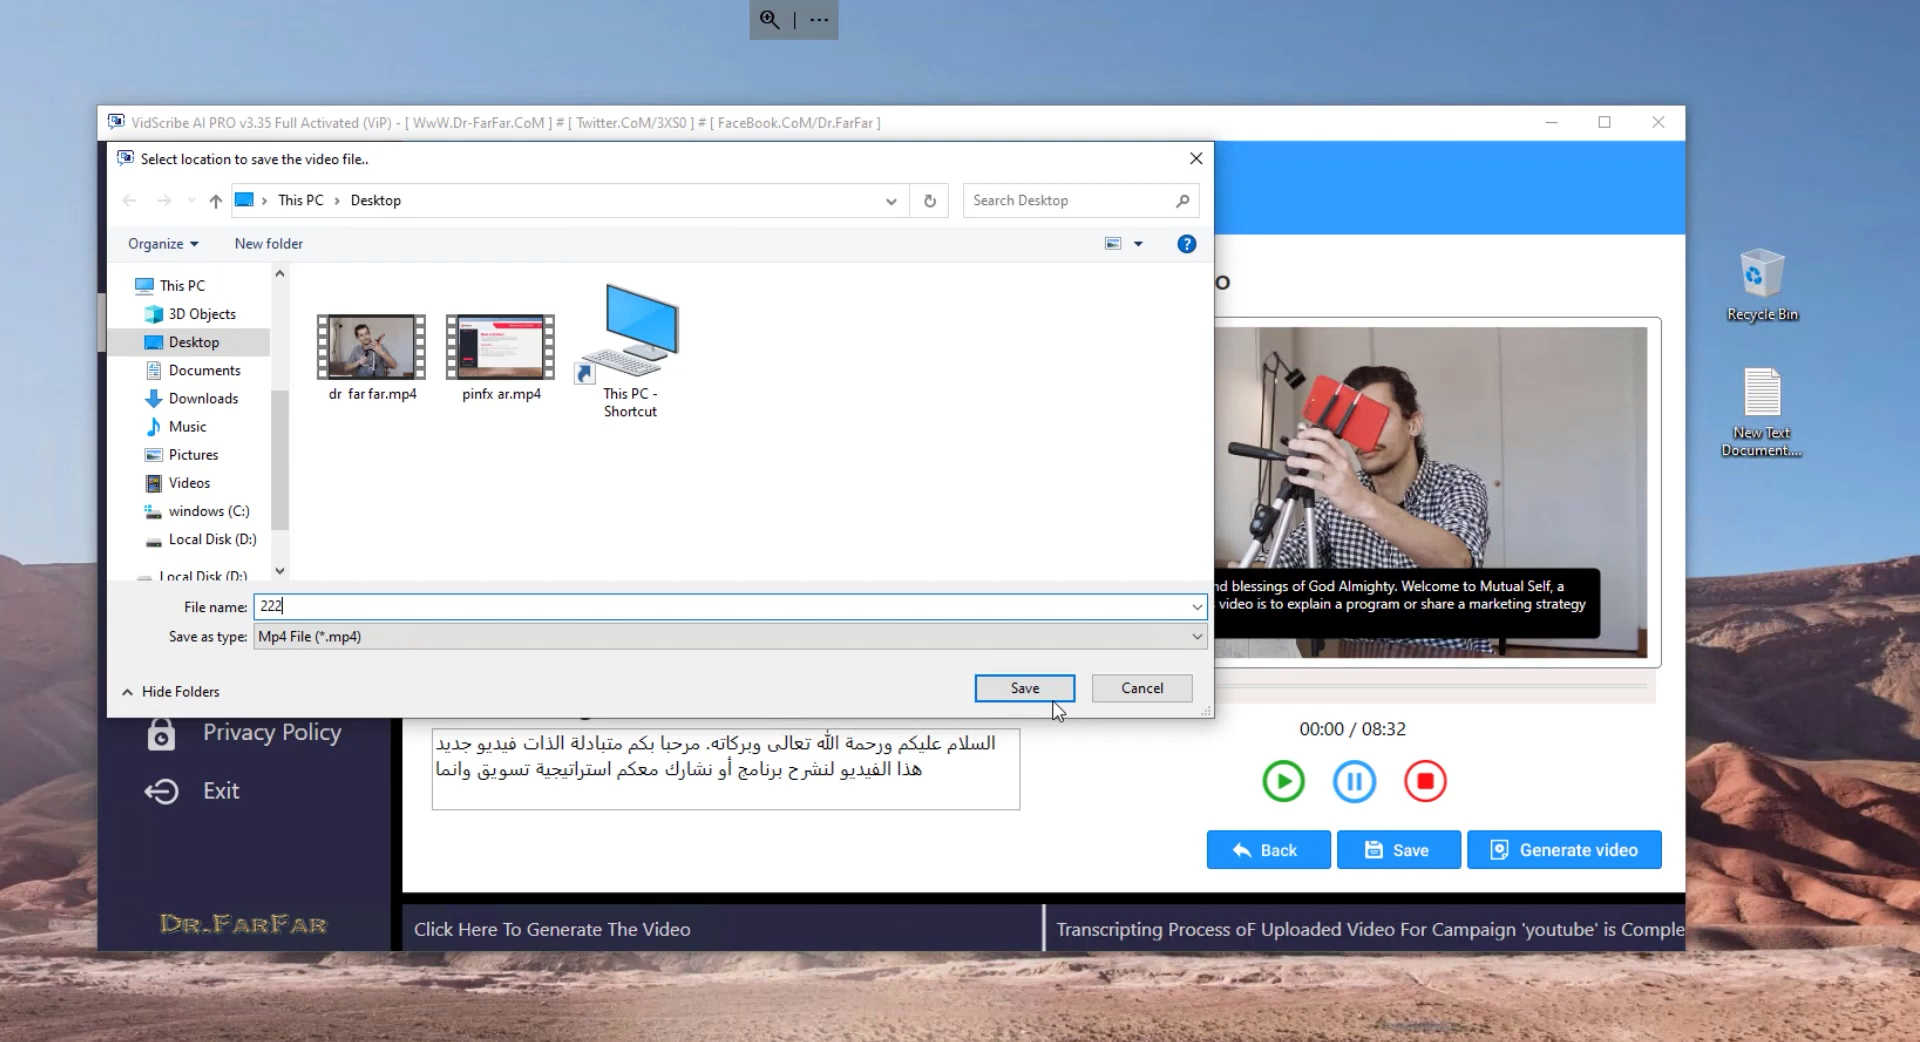 VidScribe AI PRO v3.35 Full Activated (ViP) - [ WwW.Dr-FarFar.CoM ] # [ Twitter.CoM/3XS0 ] # [ FaceBook.CoM/Dr.FarFar ]
Select location to save the video file..
This PC › Desktop
Search Desktop
Organize
New folder
This PC
3D Objects
Desktop
Documents
Downloads
Music
Pictures
Videos
windows (C:)
Local Disk (D:)
Local Disk (D:)
dr far far.mp4
pinfx ar.mp4
This PC -
Shortcut
File name: 222
Save as type: Mp4 File (*.mp4)
Hide Folders
Save
Cancel
o
Recycle Bin
New Text
Document....
nd blessings of God Almighty. Welcome to Mutual Self, a
video is to explain a program or share a marketing strategy
00:00 / 08:32
Privacy Policy
Exit
السلام عليكم ورحمة الله تعالى وبركاته. مرحبا بكم متبادلة الذات فيديو جديد
هذا الفيديو لنشرح برنامج أو نشارك معكم استراتيجية تسويق وانما
Back
Save
Generate video
Dr.FarFar
Click Here To Generate The Video
Transcripting Process oF Uploaded Video For Campaign 'youtube' is Comple